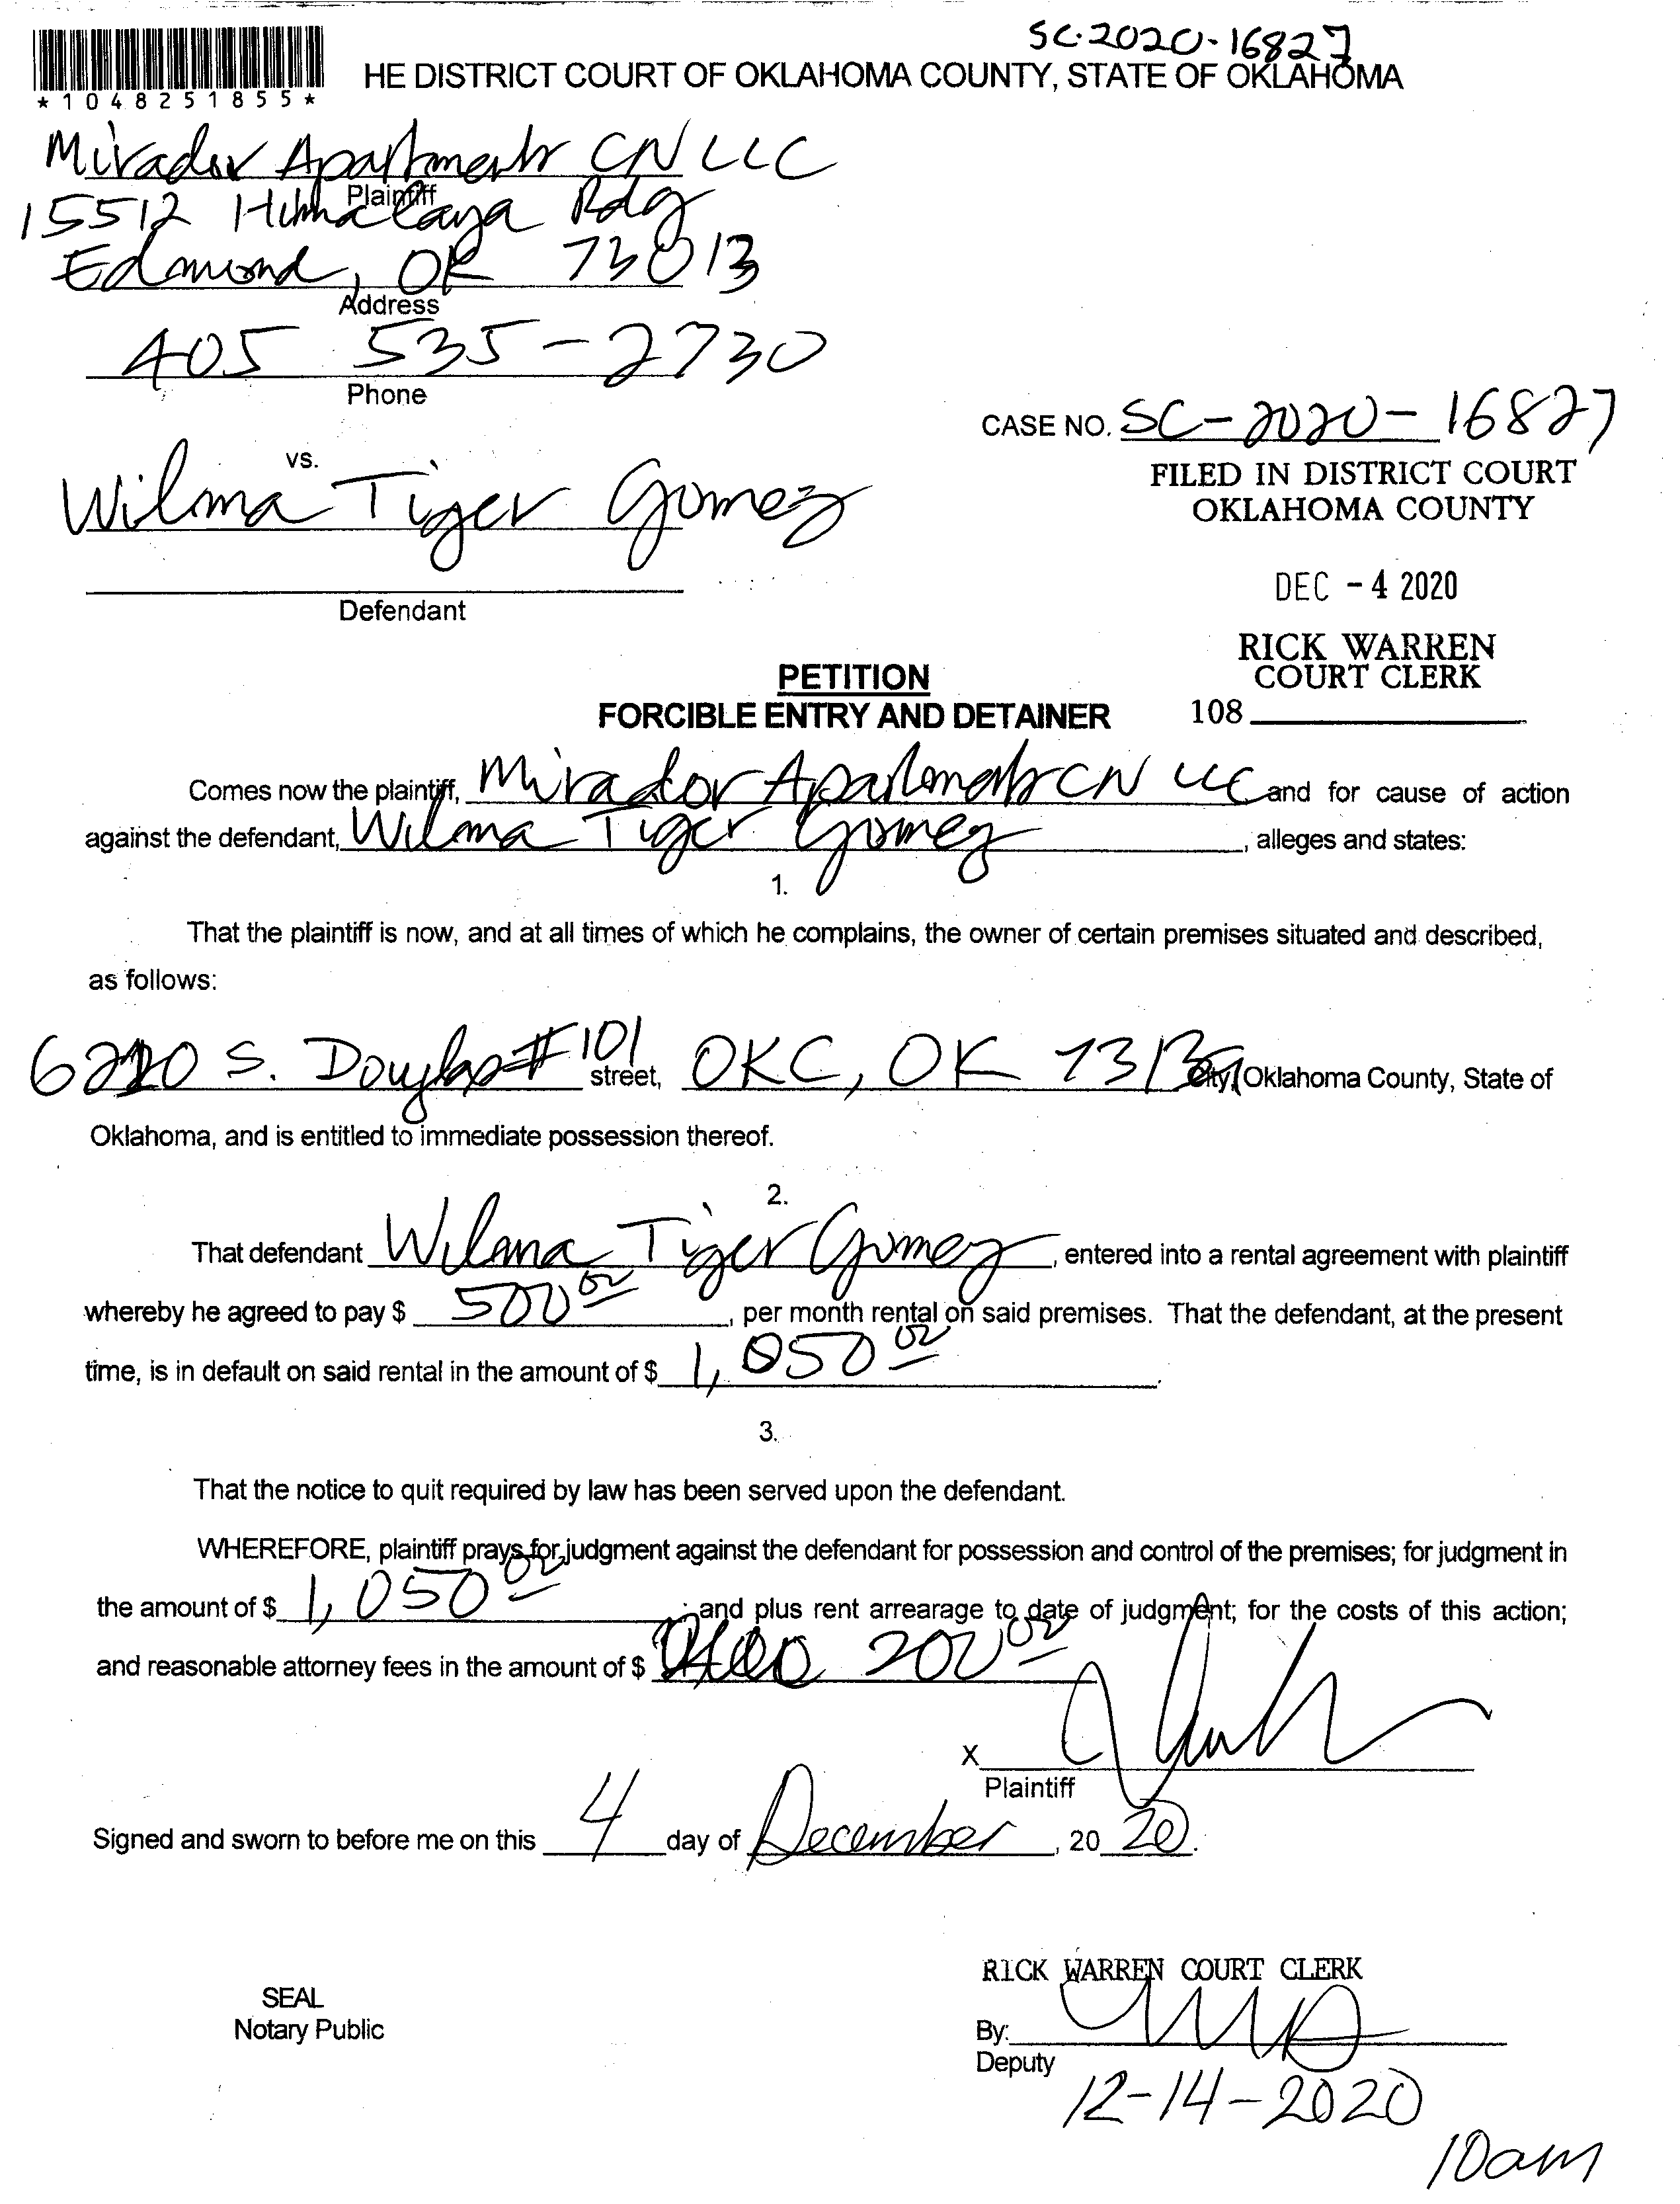 SC-2020-16827
*1048251855*
HE DISTRICT COURT OF OKLAHOMA COUNTY, STATE OF OKLAHOMA
Mirador Apartments CN LLC
Plaintiff
15512 Himalaya Rdg
Edmond, OK 73013
Address
405 535-2730
Phone
CASE NO. SC-2020-16827
vs.
FILED IN DISTRICT COURT
OKLAHOMA COUNTY
Wilma Tiger Gomez
DEC -4 2020
Defendant
RICK WARREN
COURT CLERK
PETITION
108
FORCIBLE ENTRY AND DETAINER
Comes now the plaintiff, Mirador Apartments CN LLC and for cause of action
against the defendant, Wilma Tiger Gomez, alleges and states:
1.
That the plaintiff is now, and at all times of which he complains, the owner of certain premises situated and described,
as follows:
S. Douglas #101 street, OKC, OK city, Oklahoma County, State of
Oklahoma, and is entitled to immediate possession thereof.
2.
That defendant Wilma Tiger Gomez, entered into a rental agreement with plaintiff
whereby he agreed to pay $ 500 00, per month rental on said premises. That the defendant, at the present
time, is in default on said rental in the amount of $ 1,050 00.
3.
That the notice to quit required by law has been served upon the defendant.
WHEREFORE, plaintiff prays for judgment against the defendant for possession and control of the premises; for judgment in
the amount of $ 1,050 00 and plus rent arrearage to date of judgment; for the costs of this action;
and reasonable attorney fees in the amount of $ 200 00
X
Plaintiff
Signed and sworn to before me on this 4 day of December, 20 20.
RICK WARREN COURT CLERK
SEAL
Notary Public
By:
Deputy
12-14-2020
10am